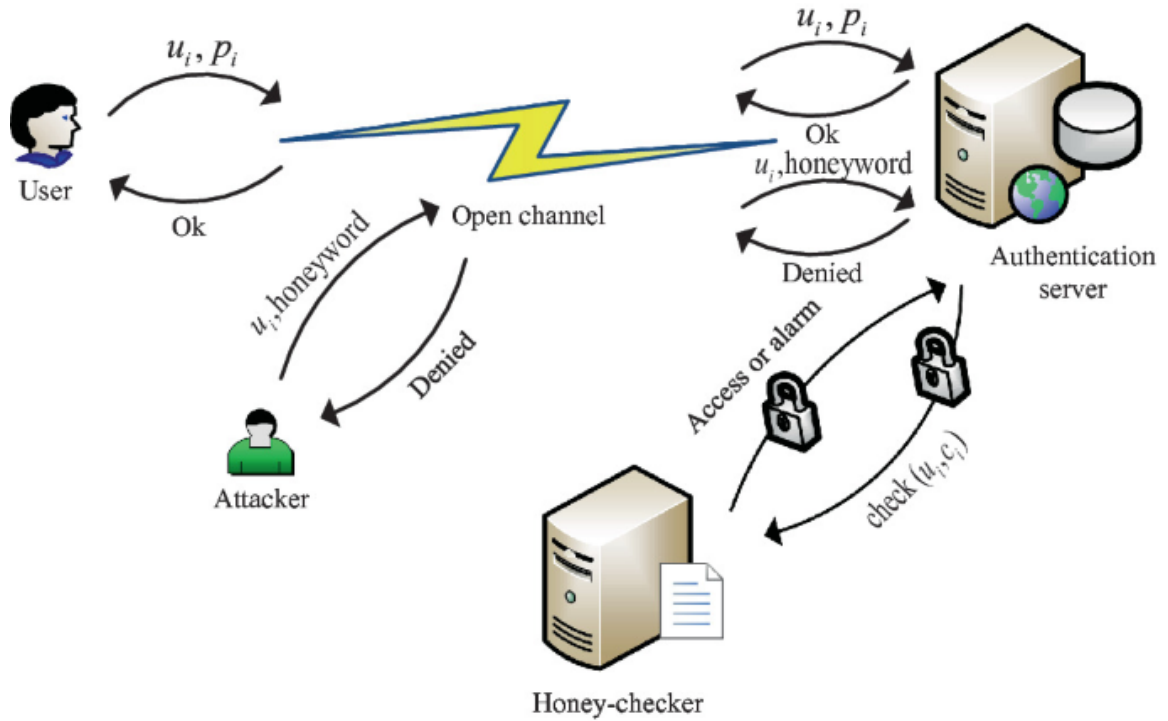 u_i, p_i
User
Ok
Open channel
u_i, p_i
Ok
u_i,honeyword
Denied
Authentication
server
u_i,honeyword
Denied
Attacker
Access or alarm
check(u_i,c_i)
Honey-checker